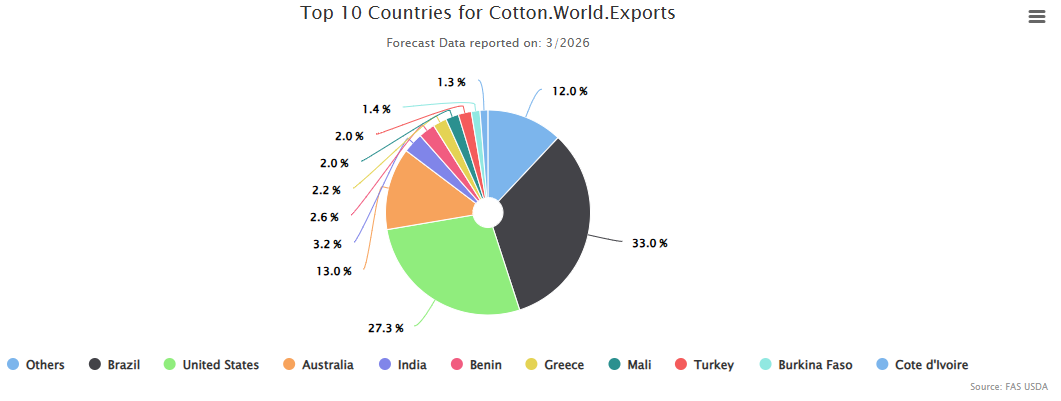 Top 10 Countries for Cotton.World.Exports
Forecast Data reported on: 3/2026
1.3 %
12.0 %
1.4 %
2.0 %
2.0 %
2.2 %
2.6 %
33.0 %
3.2 %
13.0 %
27.3 %
Others Brazil United States Australia India Benin Greece Mali Turkey Burkina Faso Cote d'Ivoire
Source: FAS USDA